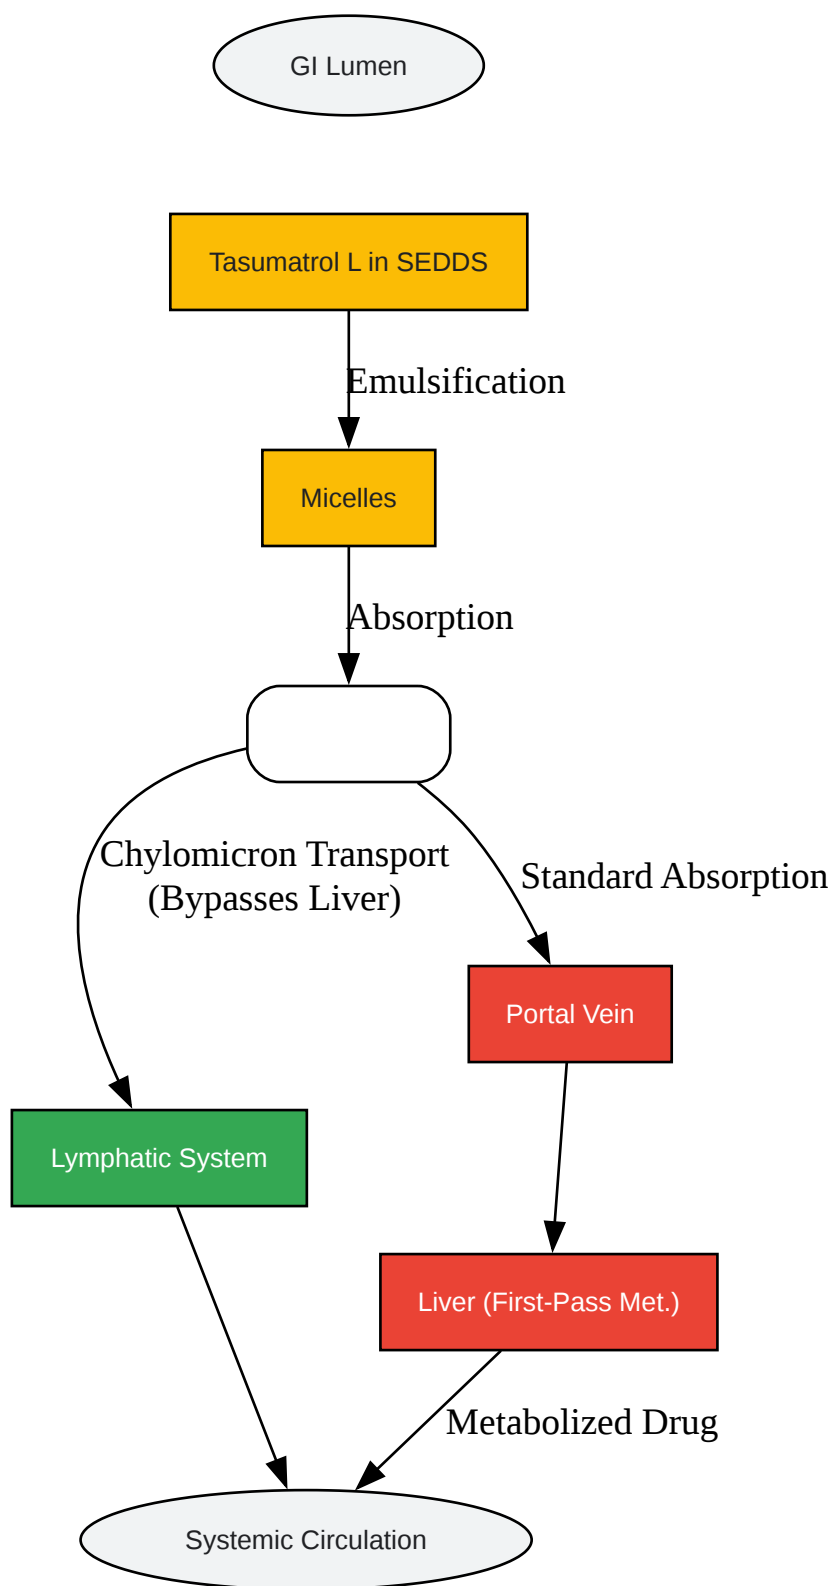 GI Lumen
Tasumatrol L in SEDDS
Emulsification
Micelles
Absorption
Chylomicron Transport
(Bypasses Liver)
Standard Absorption
Portal Vein
Lymphatic System
Liver (First-Pass Met.)
Metabolized Drug
Systemic Circulation